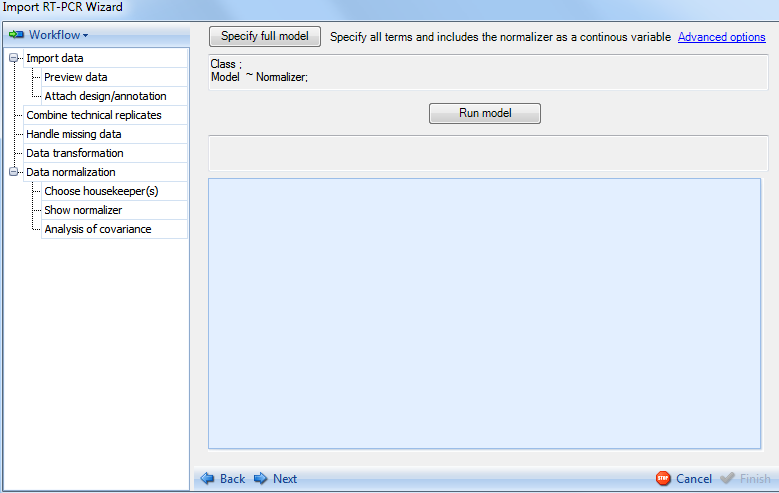 Import RT-PCR Wizard
Workflow
Import data
Preview data
Attach design/annotation
Combine technical replicates
Handle missing data
Data transformation
Data normalization
Choose housekeeper(s)
Show normalizer
Analysis of covariance
Specify full model Specify all terms and includes the normalizer as a continous variable Advanced options
Class ;
Model ~ Normalizer;
Run model
Back Next STOP Cancel Finish